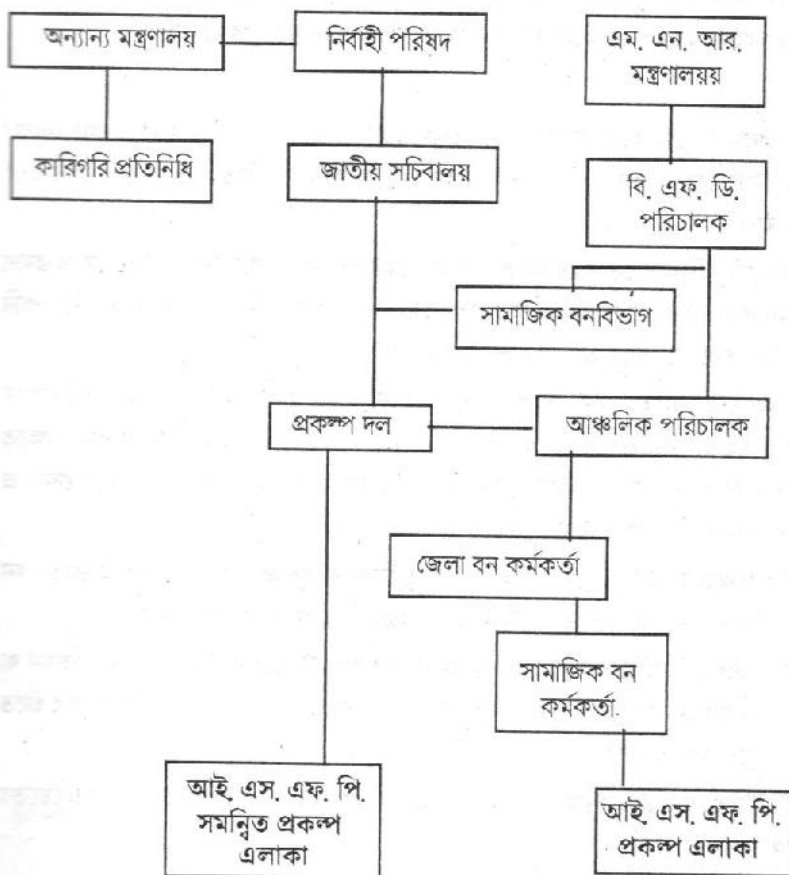 অন্যান্য মন্ত্রণালয়
নির্বাহী পরিষদ
এম. এন. আর.
মন্ত্রণালয়য়
কারিগরি প্রতিনিধি
জাতীয় সচিবালয়
বি. এফ. ডি.
পরিচালক
সামাজিক বনবিভাগ
প্রকল্প দল
আঞ্চলিক পরিচালক
জেলা বন কর্মকর্তা
সামাজিক বন
কর্মকর্তা.
আই. এস. এফ. পি.
সমন্বিত প্রকল্প
এলাকা
আই. এস. এফ. পি.
প্রকল্প এলাকা